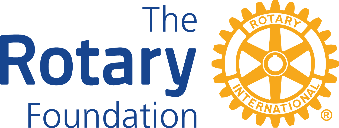 The
Rotary
Foundation
ROTARY
INTERNATIONAL
®